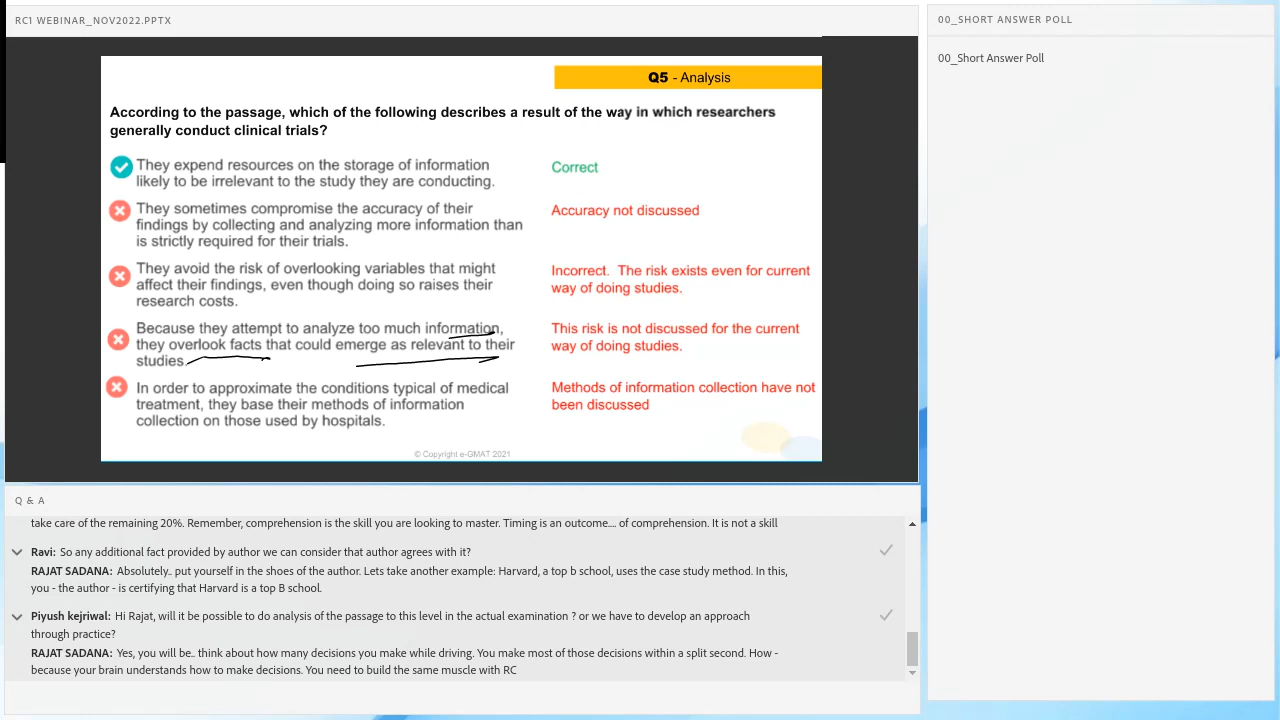 RC1 WEBINAR_NOV2022.PPTX
Q5 - Analysis
According to the passage, which of the following describes a result of the way in which researchers
generally conduct clinical trials?
They expend resources on the storage of information
likely to be irrelevant to the study they are conducting.
Correct
They sometimes compromise the accuracy of their
findings by collecting and analyzing more information than
is strictly required for their trials.
Accuracy not discussed
They avoid the risk of overlooking variables that might
affect their findings, even though doing so raises their
research costs.
Incorrect. The risk exists even for current
way of doing studies.
Because they attempt to analyze too much information,
they overlook facts that could emerge as relevant to their
studies.
This risk is not discussed for the current
way of doing studies.
In order to approximate the conditions typical of medical
treatment, they base their methods of information
collection on those used by hospitals.
Methods of information collection have not
been discussed
© Copyright e-GMAT 2021
Q & A
take care of the remaining 20%. Remember, comprehension is the skill you are looking to master. Timing is an outcome.... of comprehension. It is not a skill
Ravi: So any additional fact provided by author we can consider that author agrees with it?
RAJAT SADANA: Absolutely.. put yourself in the shoes of the author. Lets take another example: Harvard, a top b school, uses the case study method. In this,
you - the author - is certifying that Harvard is a top B school.
Piyush kejriwal: Hi Rajat, will it be possible to do analysis of the passage to this level in the actual examination ? or we have to develop an approach
through practice?
RAJAT SADANA: Yes, you will be.. think about how many decisions you make while driving. You make most of those decisions within a split second. How -
because your brain understands how to make decisions. You need to build the same muscle with RC
00_SHORT ANSWER POLL
00_Short Answer Poll